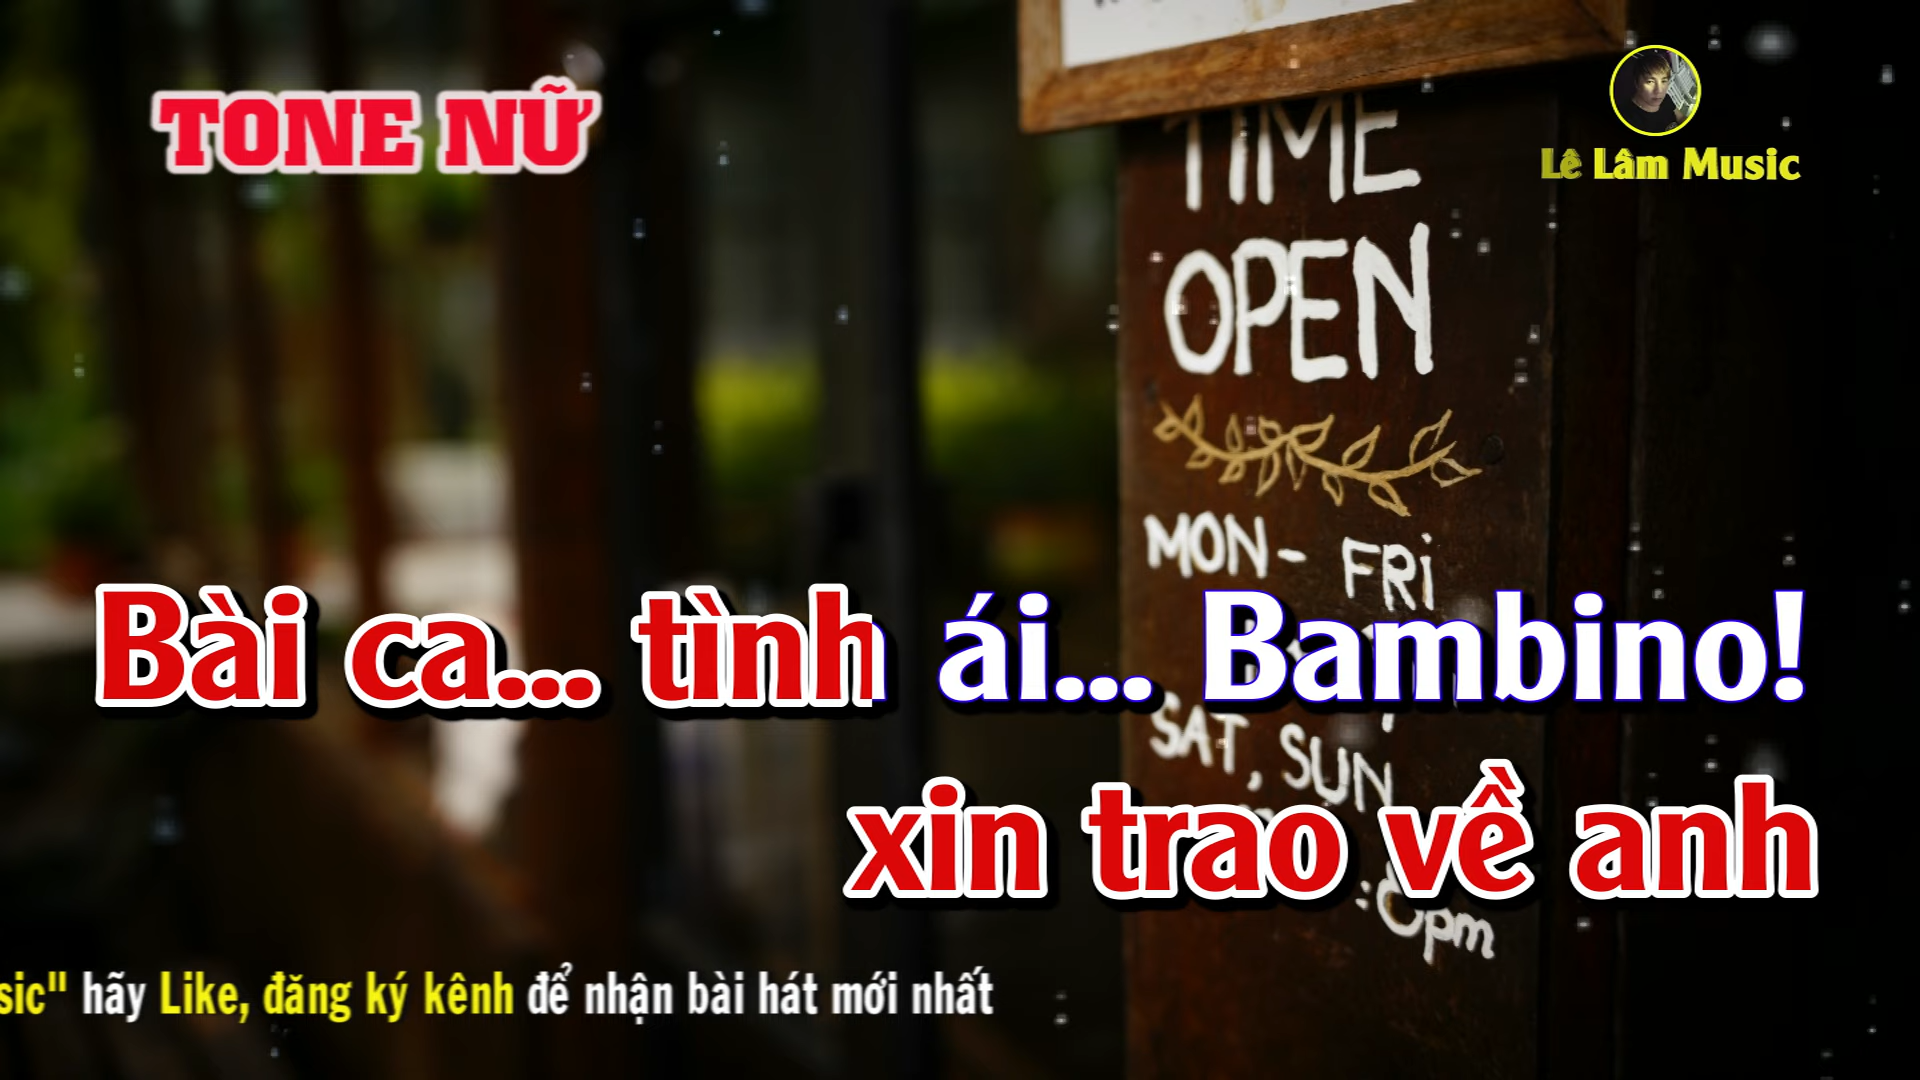 TONE NỮ
Lê Lâm Music
TIME
OPEN
MON - FRi
SAT, SUN
:8pm
Bài ca... tình ái... Bambino!
xin trao về anh
sic" hãy Like, đăng ký kênh để nhận bài hát mới nhất